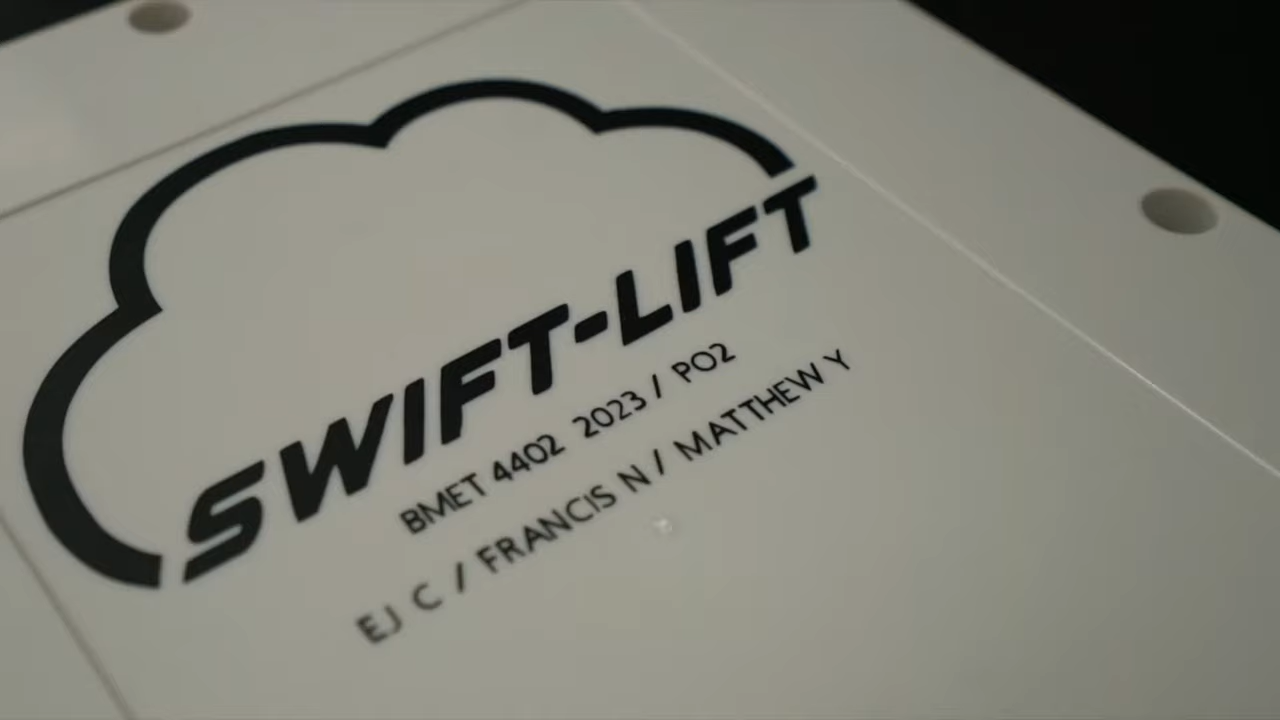 SWIFT-LIFT
BMET 4402 2023 / PO2
EJ C / FRANCIS N / MATTHEW Y